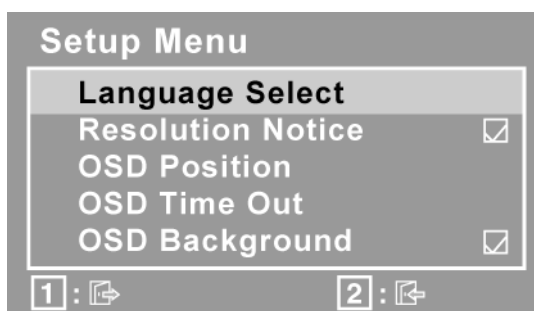 Setup Menu
Language Select
Resolution Notice
OSD Position
OSD Time Out
OSD Background
1 : 2 :